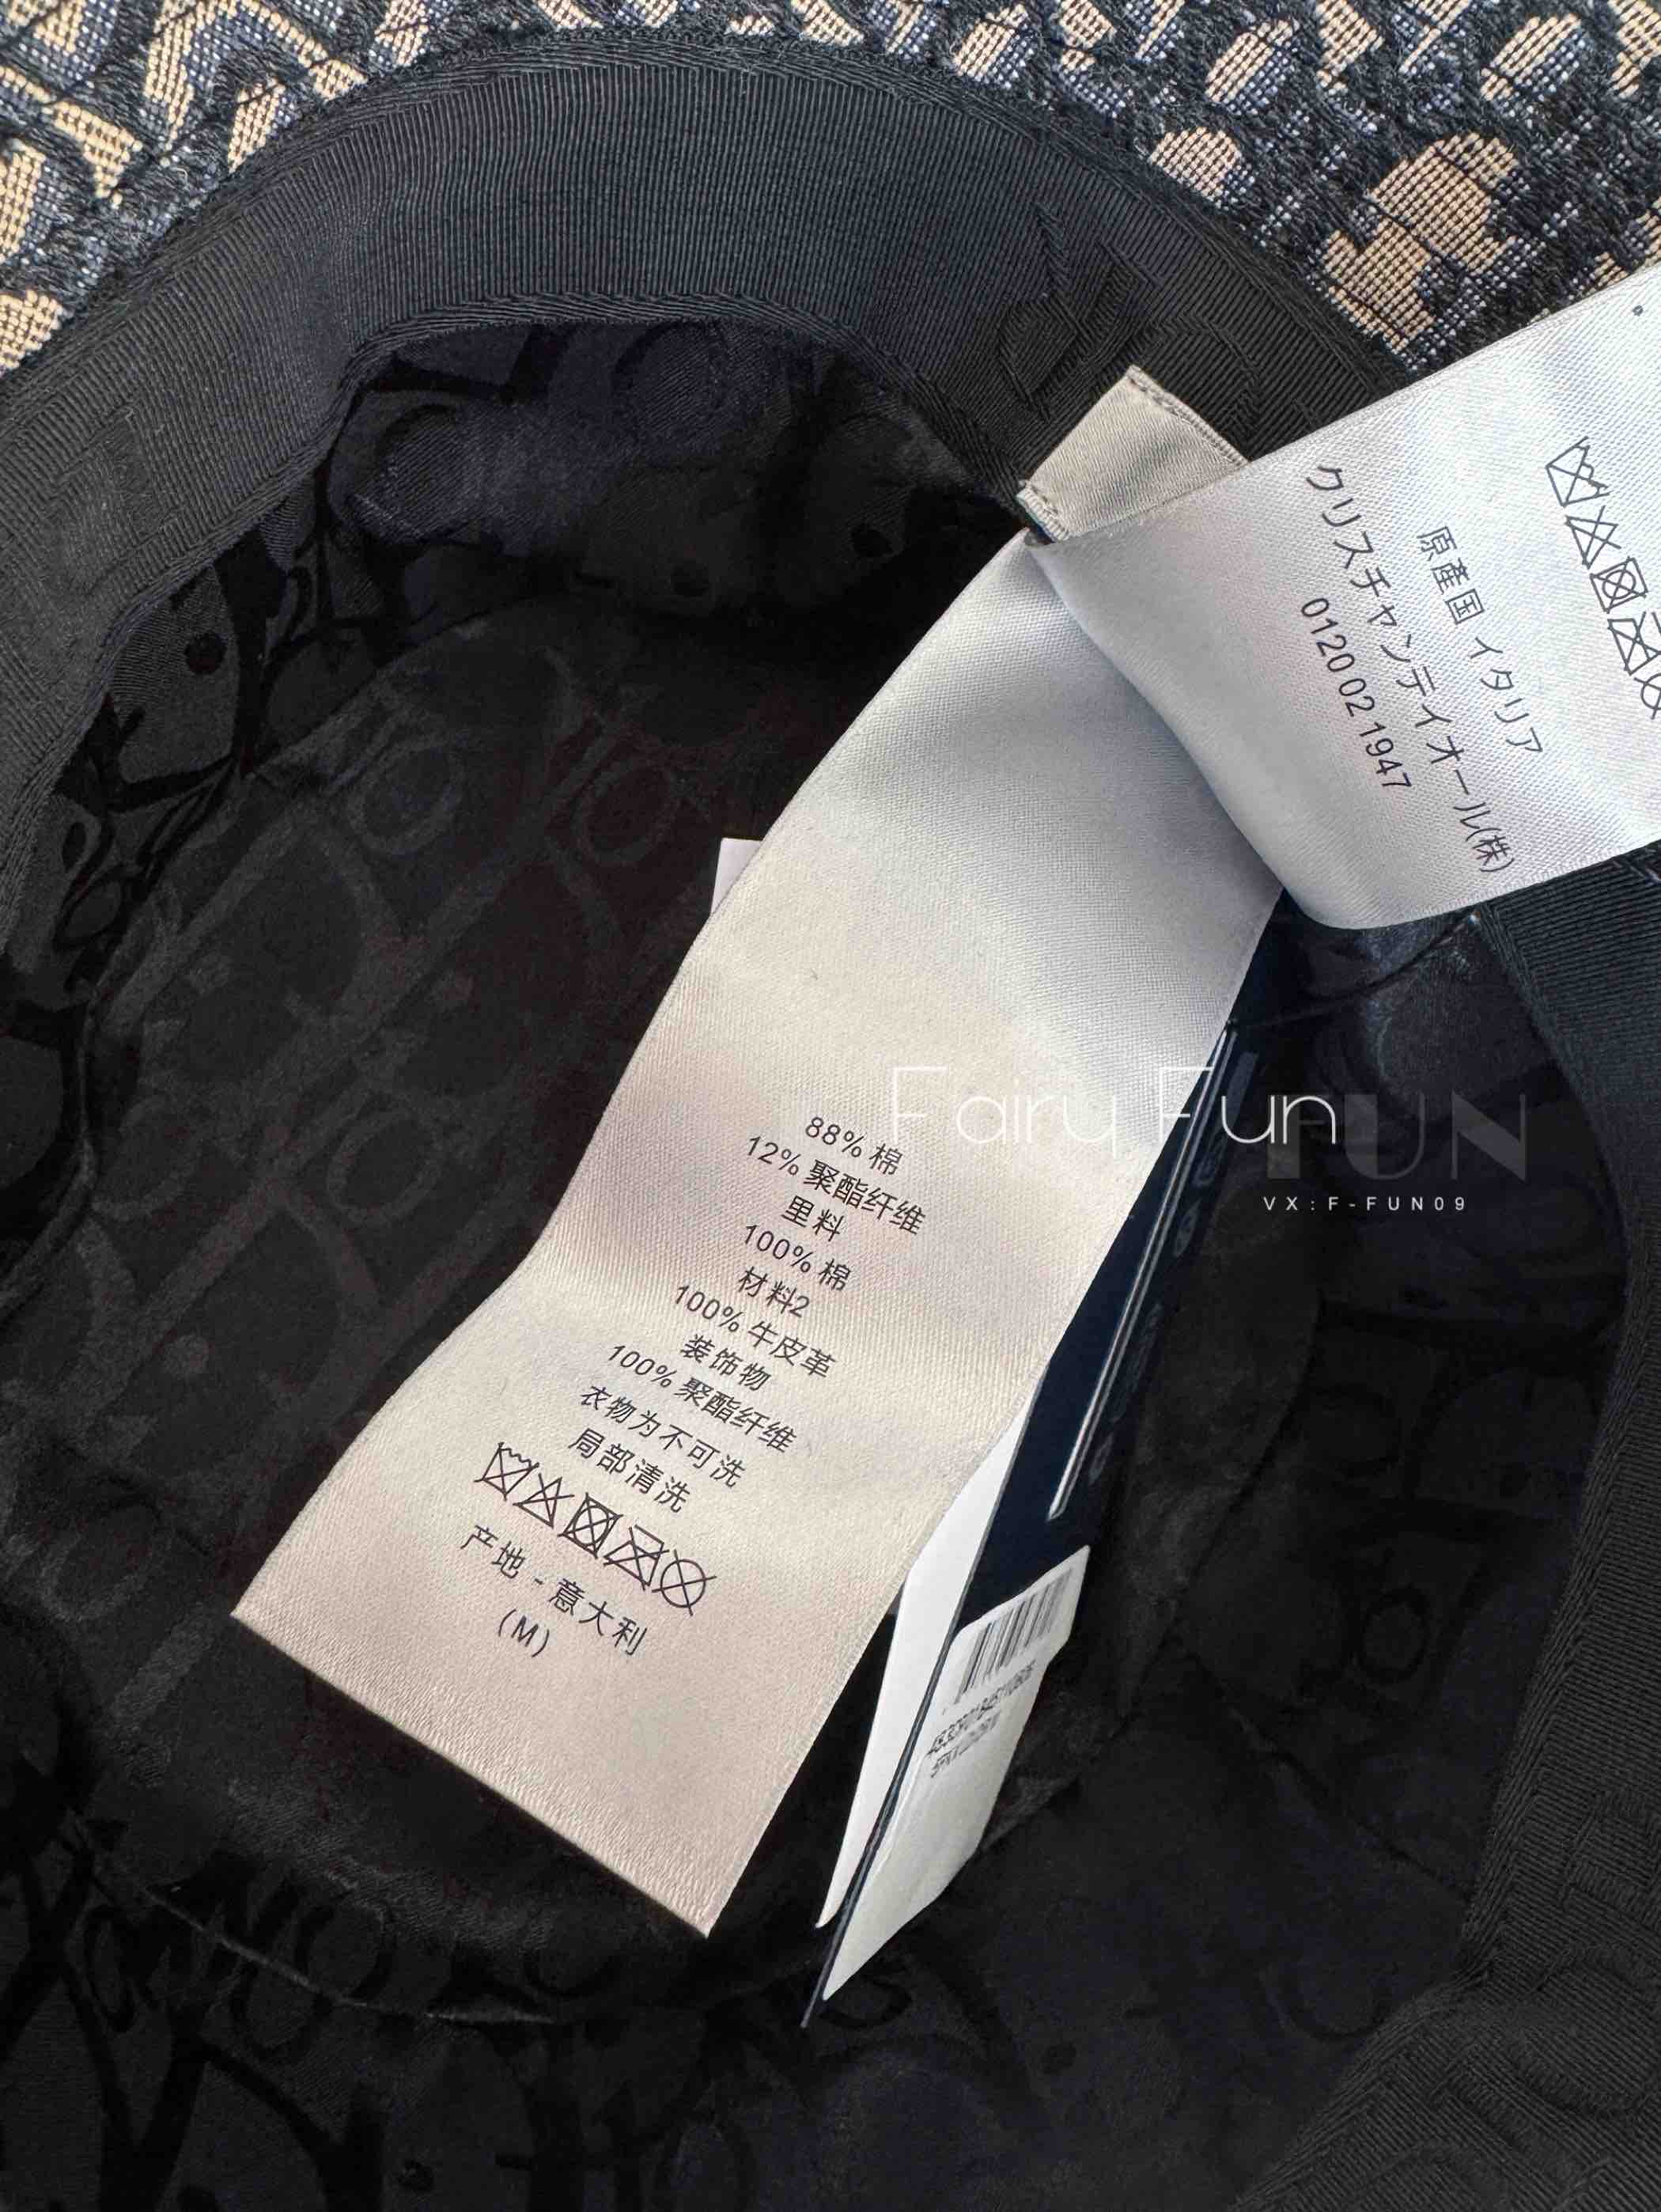 原産国 イタリア
クリスチャンディオール(株)
0120 02 1947
88% 棉
12% 聚酯纤维
里料
100% 棉
材料2
100% 牛皮革
装饰物
100% 聚酯纤维
衣物为不可洗
局部清洗
产地 - 意大利
(M)
Fairy Fun
FUN
VX:F-FUN09